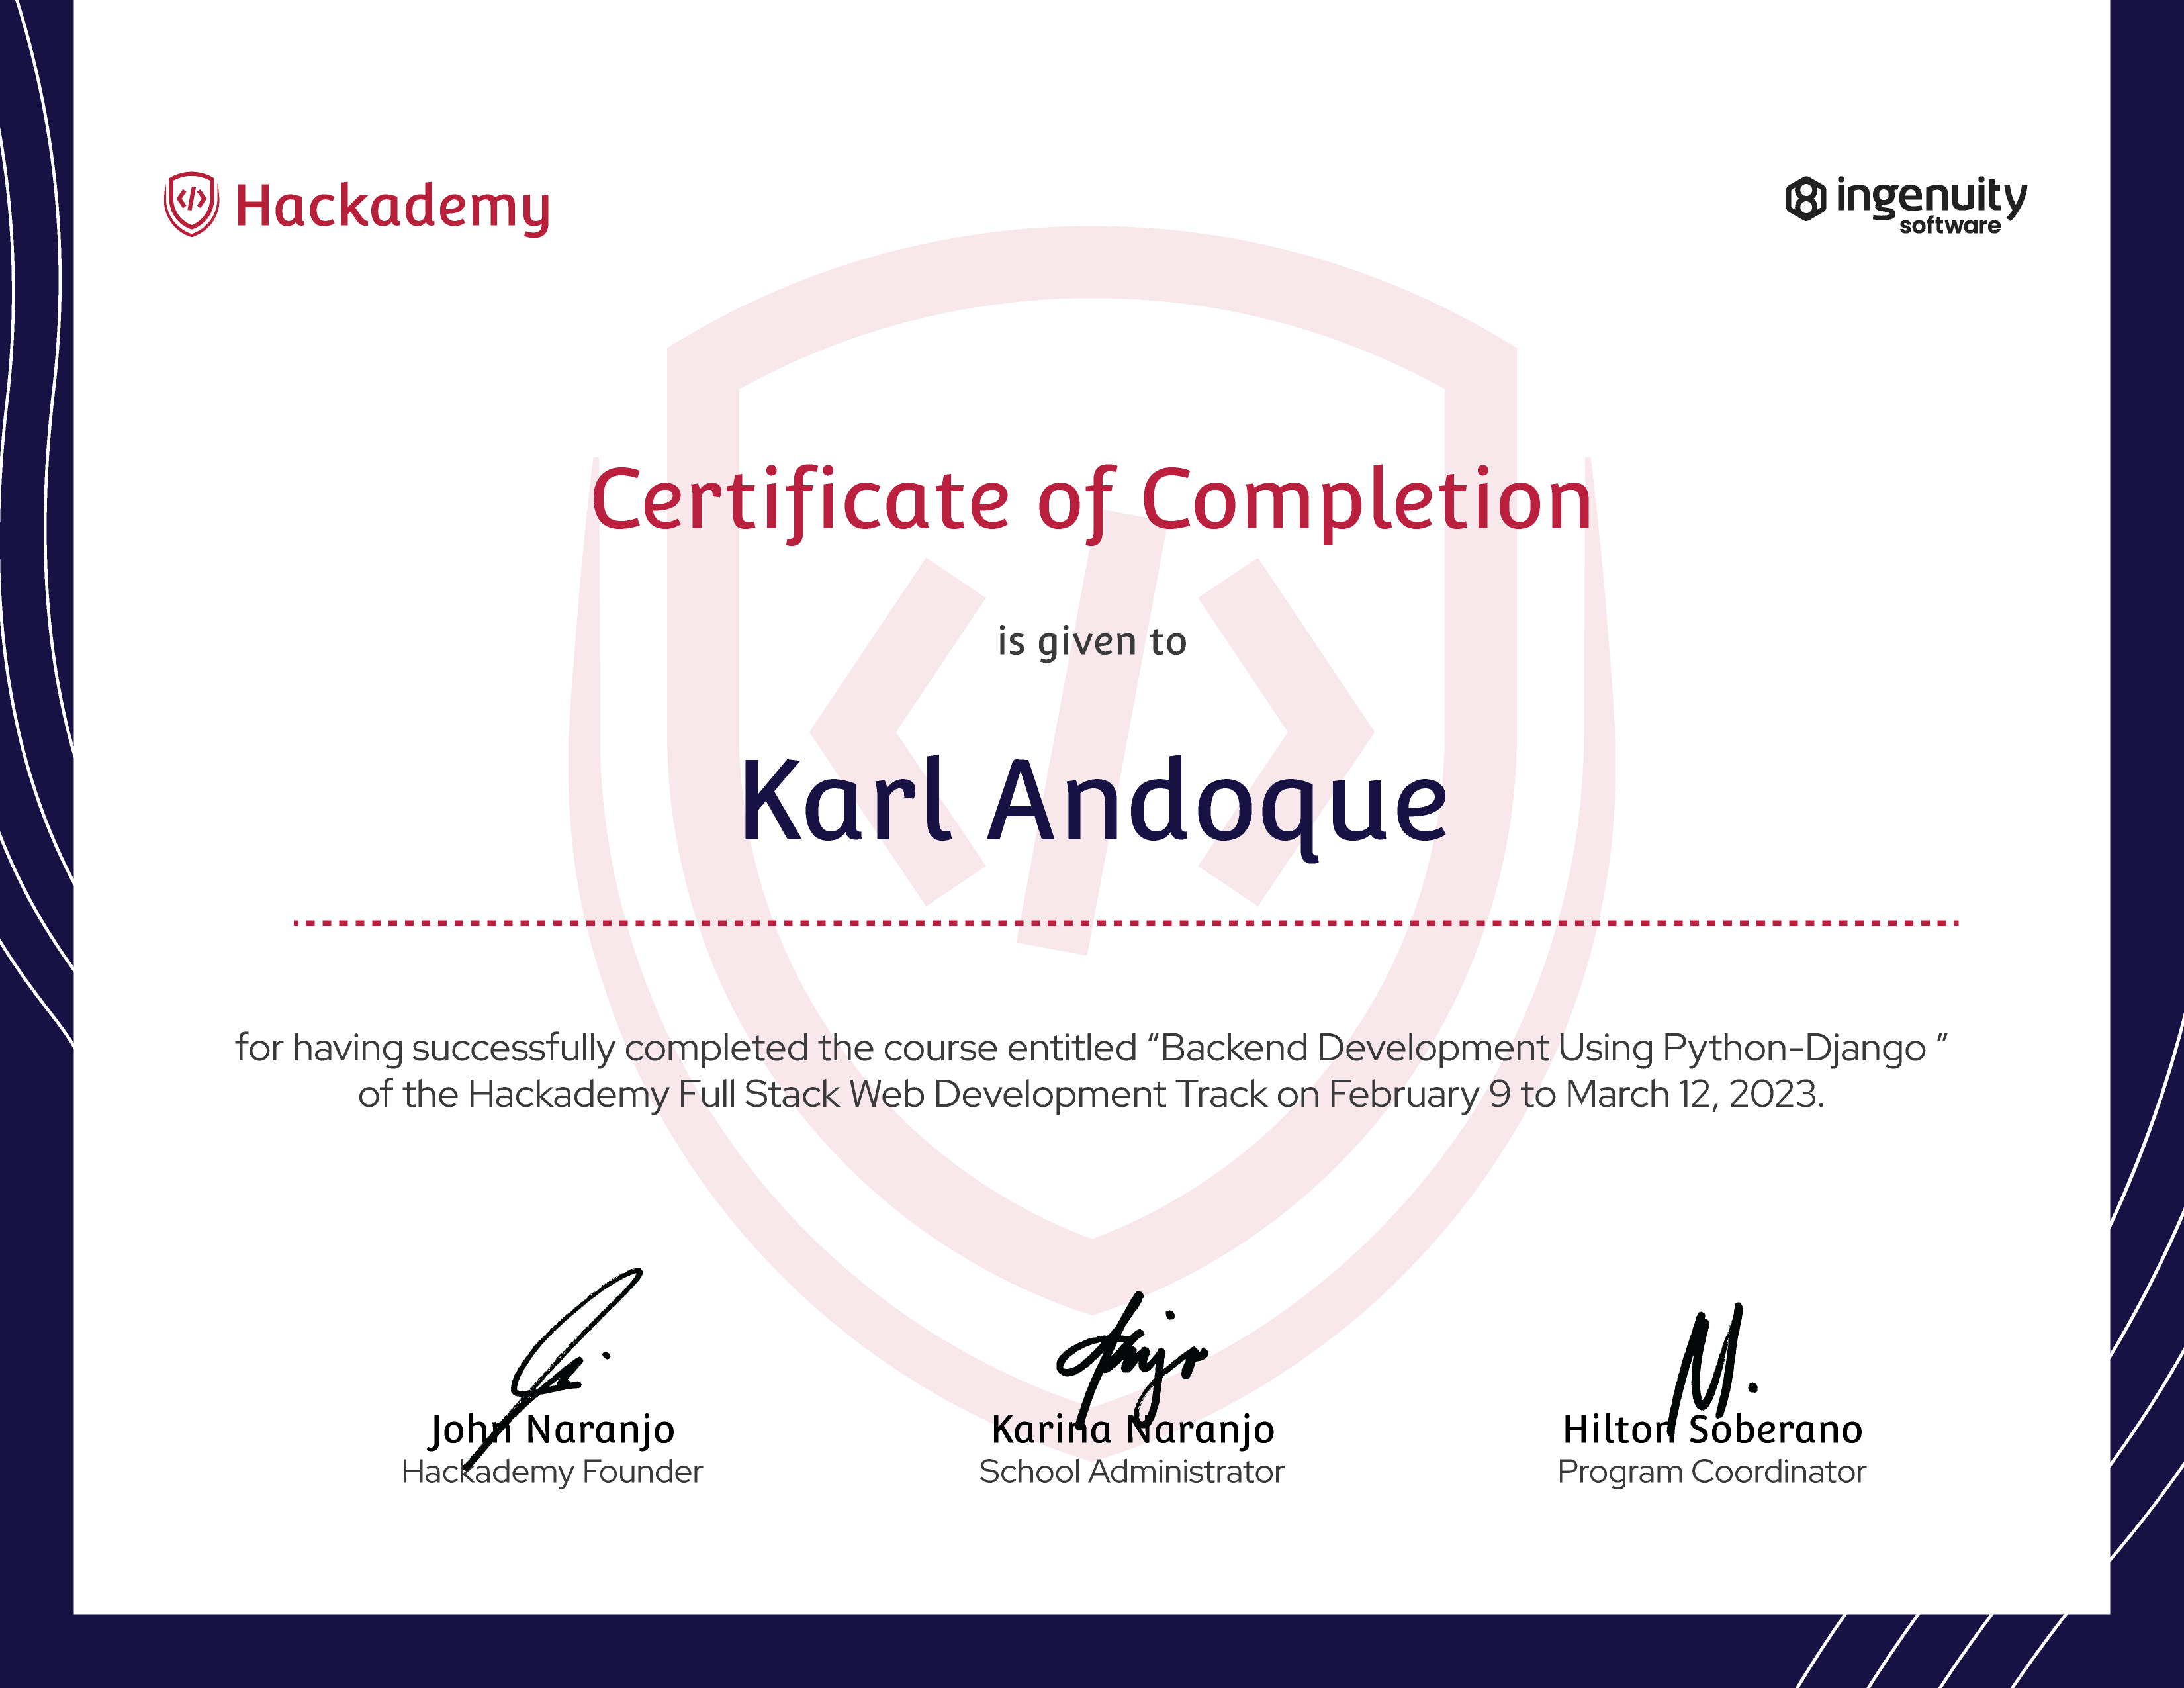 Hackademy
ingenuity
software
Certificate of Completion
is given to
Karl Andoque
for having successfully completed the course entitled “Backend Development Using Python-Django ”
of the Hackademy Full Stack Web Development Track on February 9 to March 12, 2023.
John Naranjo
Hackademy Founder
Karina Naranjo
School Administrator
Hilton Soberano
Program Coordinator